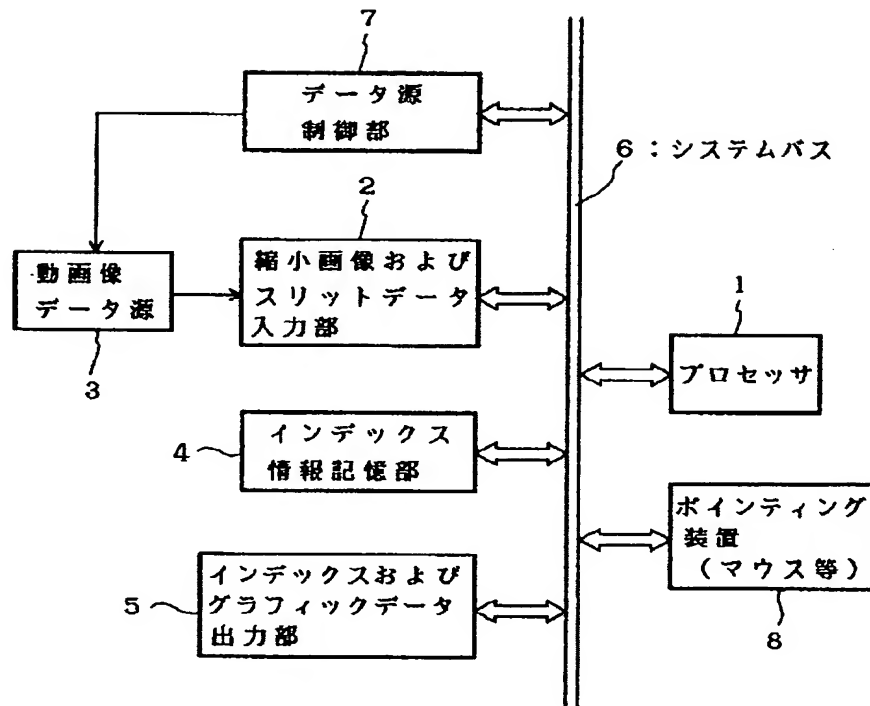 7
データ源
制御部
6：システムバス
2
縮小画像および
スリットデータ
入力部
動画像
データ源
3
1
プロセッサ
4
インデックス
情報記憶部
ポインティング
装置
（マウス等）
8
5
インデックスおよび
グラフィックデータ
出力部